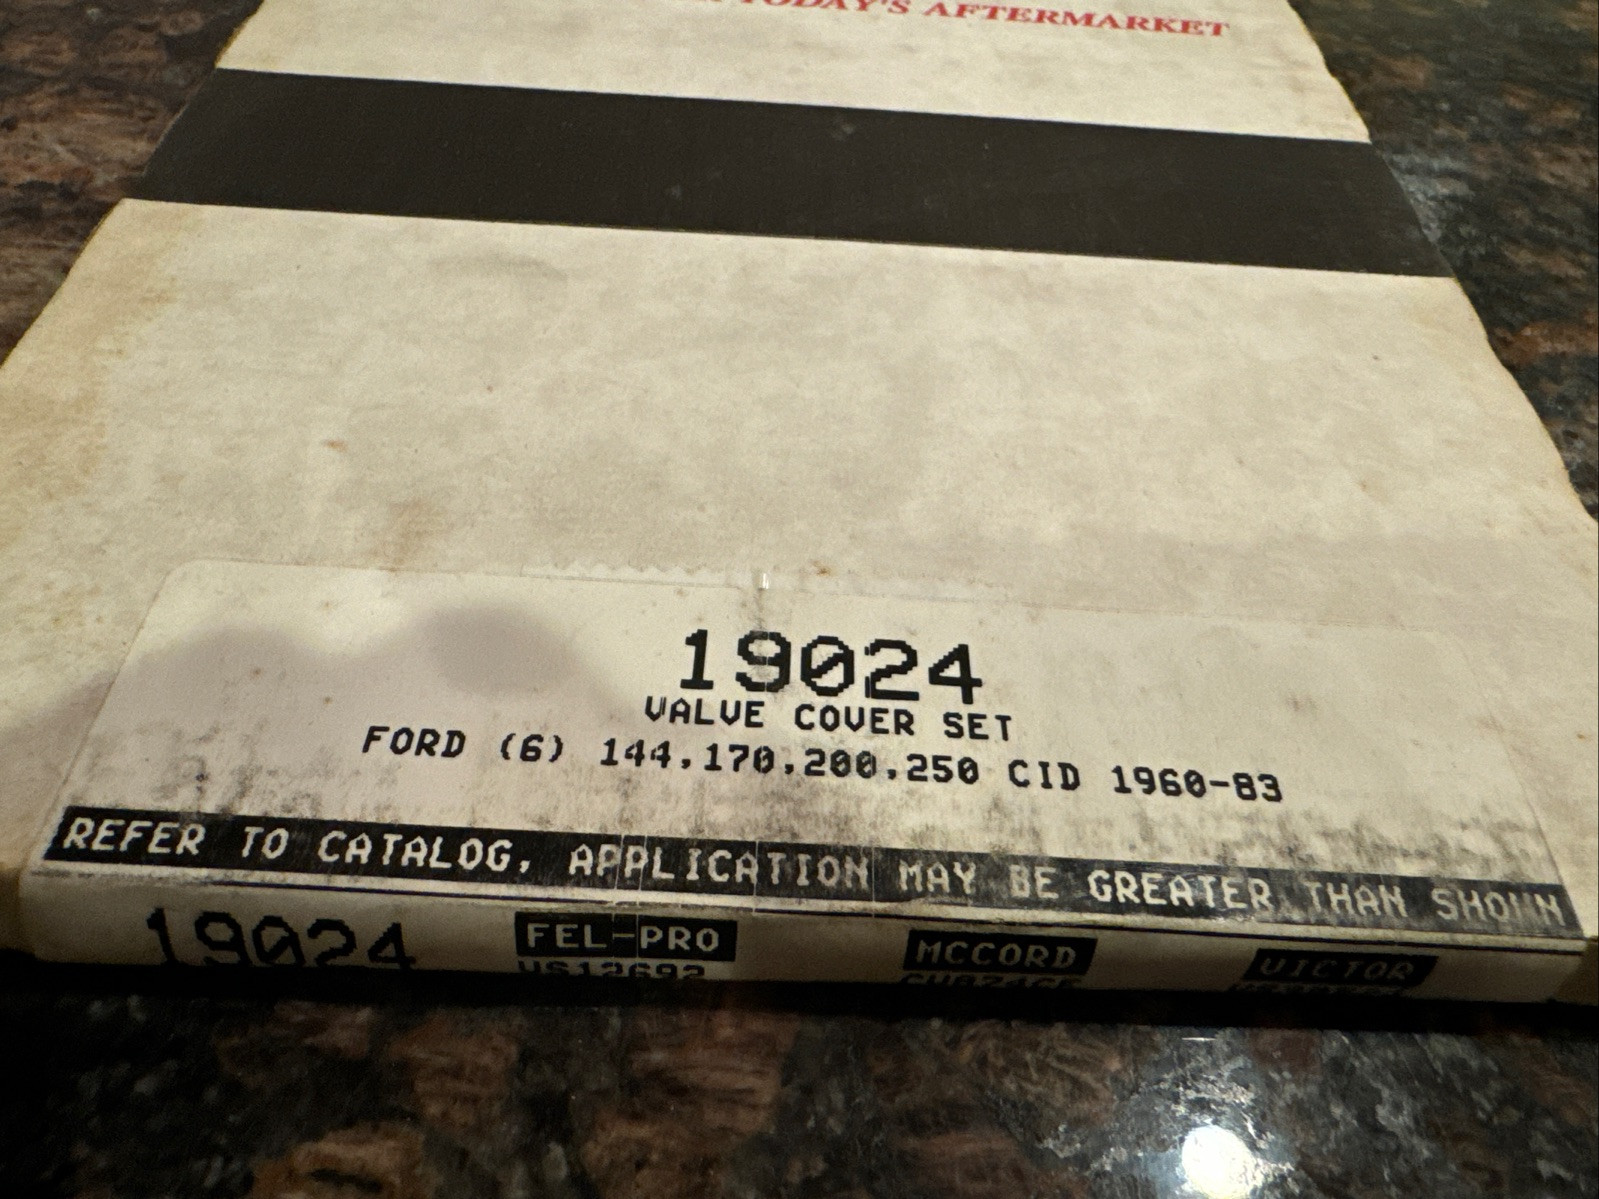 TODAY'S AFTERMARKET
19024
VALVE COVER SET
FORD (6) 144,170,200,250 CID 1960-83
REFER TO CATALOG, APPLICATION MAY BE GREATER THAN SHOWN
19024 FEL-PRO MCCORD VICTOR
VS12692